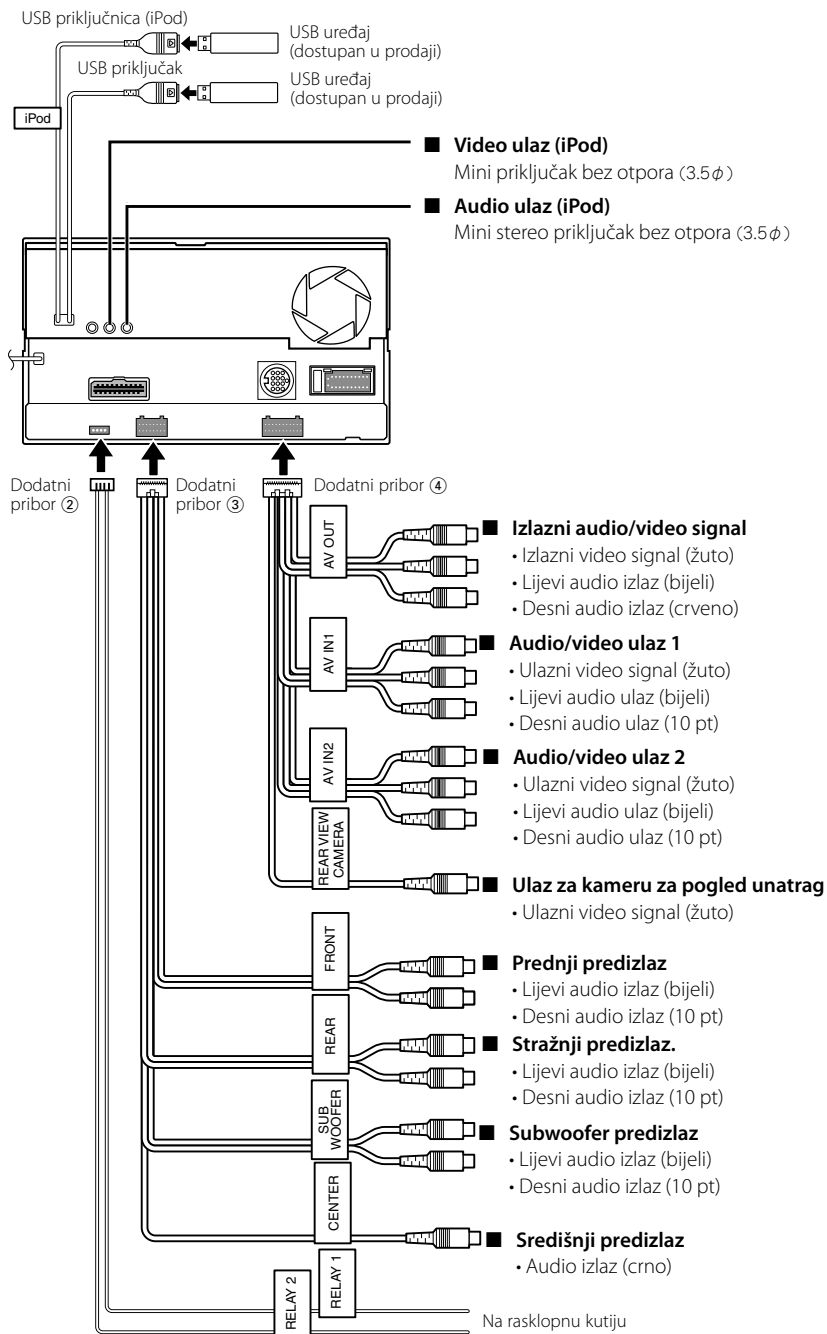 USB priključnica (iPod)
USB uređaj
(dostupan u prodaji)
USB priključak
USB uređaj
(dostupan u prodaji)
iPod
■ Video ulaz (iPod)
Mini priključak bez otpora (3.5φ)
■ Audio ulaz (iPod)
Mini stereo priključak bez otpora (3.5φ)
Dodatni
pribor ②
Dodatni
pribor ③
Dodatni pribor ④
AV OUT
■ Izlazni audio/video signal
• Izlazni video signal (žuto)
• Lijevi audio izlaz (bijeli)
• Desni audio izlaz (crveno)
AV IN1
■ Audio/video ulaz 1
• Ulazni video signal (žuto)
• Lijevi audio ulaz (bijeli)
• Desni audio ulaz (10 pt)
AV IN2
■ Audio/video ulaz 2
• Ulazni video signal (žuto)
• Lijevi audio ulaz (bijeli)
• Desni audio ulaz (10 pt)
REAR VIEW
CAMERA
■ Ulaz za kameru za pogled unatrag
• Ulazni video signal (žuto)
FRONT
■ Prednji predizlaz
• Lijevi audio izlaz (bijeli)
• Desni audio izlaz (10 pt)
REAR
■ Stražnji predizlaz.
• Lijevi audio izlaz (bijeli)
• Desni audio izlaz (10 pt)
SUB
WOOFER
■ Subwoofer predizlaz
• Lijevi audio izlaz (bijeli)
• Desni audio izlaz (10 pt)
CENTER
■ Središnji predizlaz
• Audio izlaz (crno)
RELAY 1
RELAY 2
Na rasklopnu kutiju